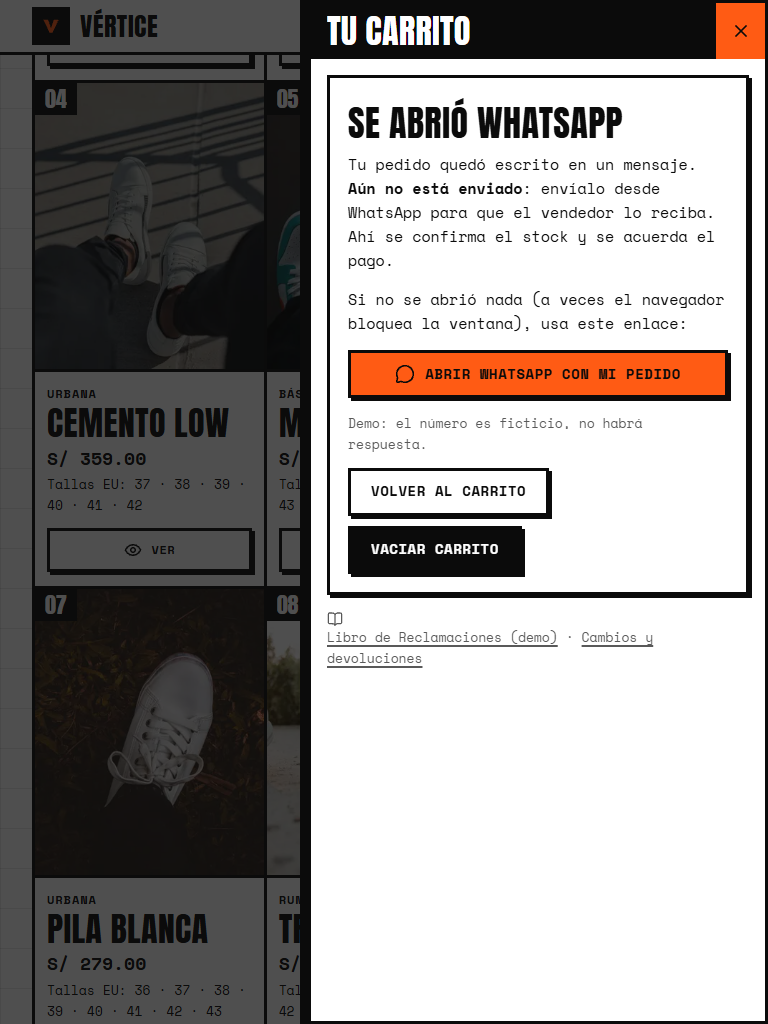 VÉRTICE
TU CARRITO
SE ABRIÓ WHATSAPP
Tu pedido quedó escrito en un mensaje.
Aún no está enviado: envíalo desde
WhatsApp para que el vendedor lo reciba.
Ahí se confirma el stock y se acuerda el
pago.
Si no se abrió nada (a veces el navegador
bloquea la ventana), usa este enlace:
ABRIR WHATSAPP CON MI PEDIDO
Demo: el número es ficticio, no habrá
respuesta.
VOLVER AL CARRITO
VACIAR CARRITO
Libro de Reclamaciones (demo) · Cambios y
devoluciones
04
URBANA
CEMENTO LOW
S/ 359.00
Tallas EU: 37 · 38 · 39 ·
40 · 41 · 42
VER
05
S/
43
07
URBANA
PILA BLANCA
S/ 279.00
Tallas EU: 36 · 37 · 38 ·
39 · 40 · 41 · 42 · 43
08
S/
42